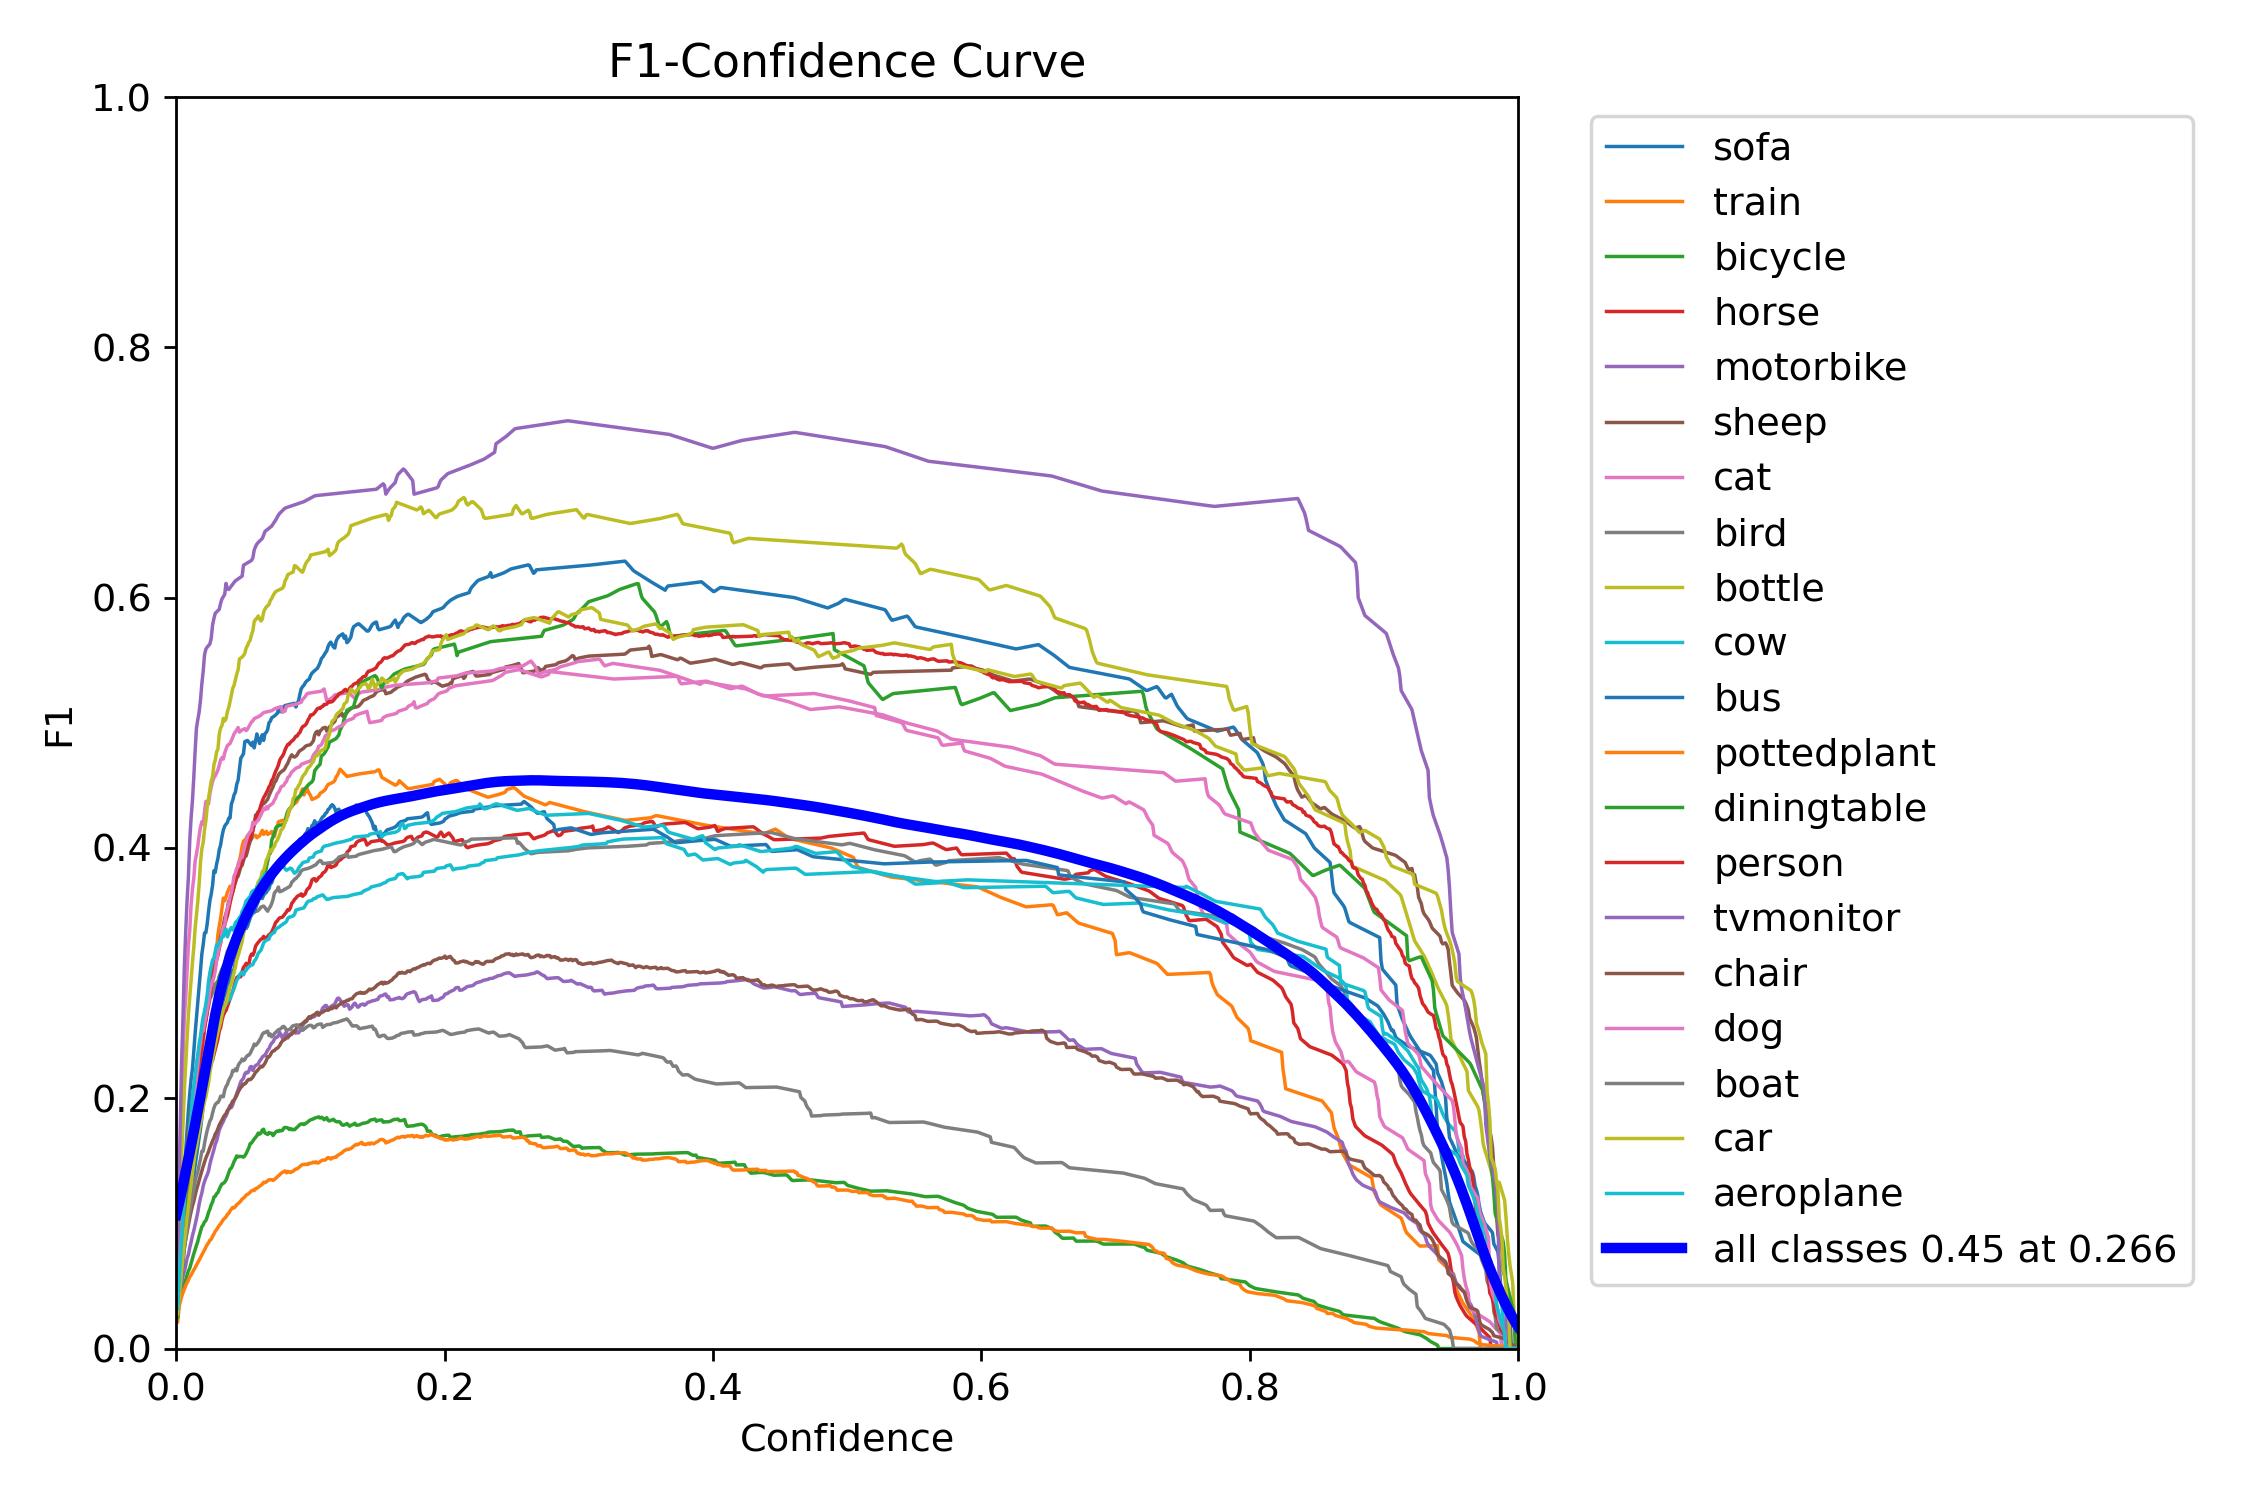 F1-Confidence Curve
1.0
0.8
0.6
0.4
0.2
0.0
F1
0.0 0.2 0.4 0.6 0.8 1.0
Confidence
sofa
train
bicycle
horse
motorbike
sheep
cat
bird
bottle
cow
bus
pottedplant
diningtable
person
tvmonitor
chair
dog
boat
car
aeroplane
all classes 0.45 at 0.266